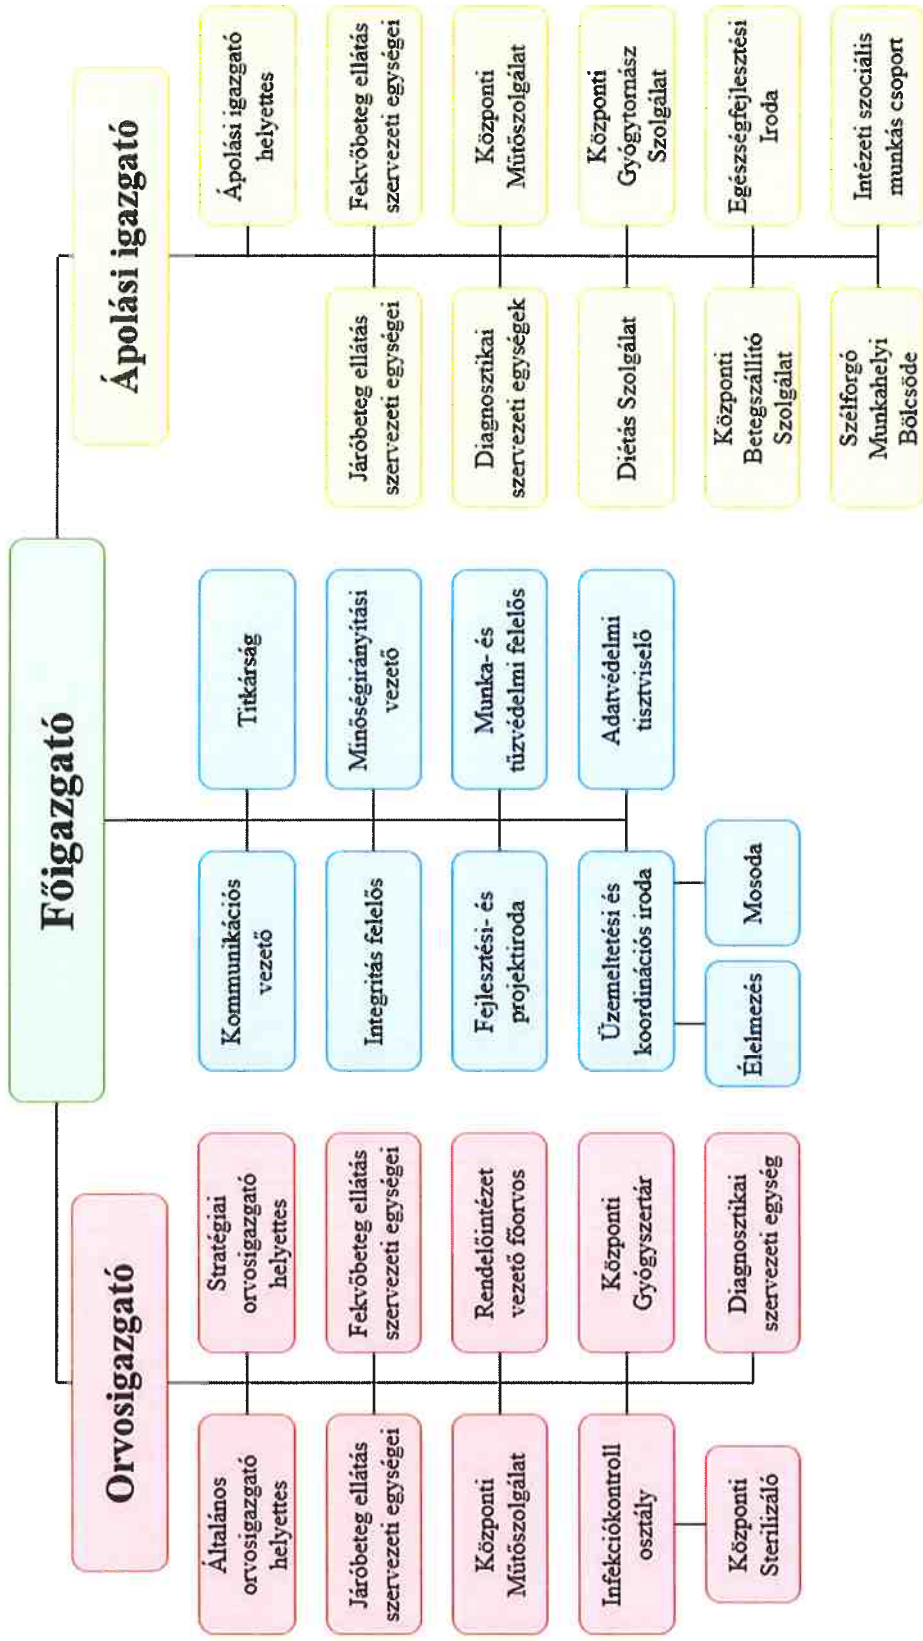 Főigazgató
Orvosigazgató
Általános
orvosigazgató
helyettes
Stratégiai
orvosigazgató
helyettes
Járóbeteg ellátás
szervezeti egységei
Fekvőbeteg ellátás
szervezeti egységei
Központi
Műtőszolgálat
Rendelőintézet
vezető főorvos
Infekciókontroll
osztály
Központi
Gyógyszertár
Központi
Sterilizáló
Diagnosztikai
szervezeti egység
Kommunikációs
vezető
Titkárság
Integritás felelős
Minőségirányítási
vezető
Fejlesztési- és
projektiroda
Munka- és
tűzvédelmi felelős
Üzemeltetési és
koordinációs iroda
Adatvédelmi
tisztviselő
Élelmezés
Mosoda
Ápolási igazgató
Ápolási igazgató
helyettes
Járóbeteg ellátás
szervezeti egységei
Fekvőbeteg ellátás
szervezeti egységei
Diagnosztikai
szervezeti egységek
Központi
Műtőszolgálat
Diétás Szolgálat
Központi
Gyógytornász
Szolgálat
Központi
Betegszállító
Szolgálat
Egészségfejlesztési
Iroda
Szélforgó
Munkahelyi
Bölcsőde
Intézeti szociális
munkás csoport